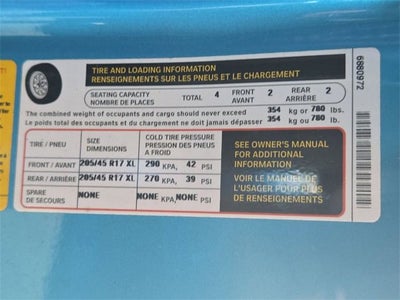 TIRE AND LOADING INFORMATION
RENSEIGNEMENTS SUR LES PNEUS ET LE CHARGEMENT
SEATING CAPACITY
NOMBRE DE PLACES
TOTAL 4
FRONT
AVANT 2
REAR
ARRIÈRE 2
The combined weight of occupants and cargo should never exceed 354 kg or 780 lbs.
Le poids total des occupants et du chargement ne doit jamais dépasser 354 kg ou 780 lb.
TIRE / PNEU
SIZE
DIMENSIONS
COLD TIRE PRESSURE
PRESSION DES PNEUS
A FROID
FRONT / AVANT 205/45 R17 XL 290 KPA, 42 PSI
REAR / ARRIÈRE 205/45 R17 XL 270 KPA, 39 PSI
SPARE
DE SECOURS NONE NONE KPA, NONE PSI
SEE OWNER'S MANUAL
FOR ADDITIONAL
INFORMATION
VOIR LE MANUEL DE
L'USAGER POUR PLUS
DE RENSEIGNEMENTS
6880972